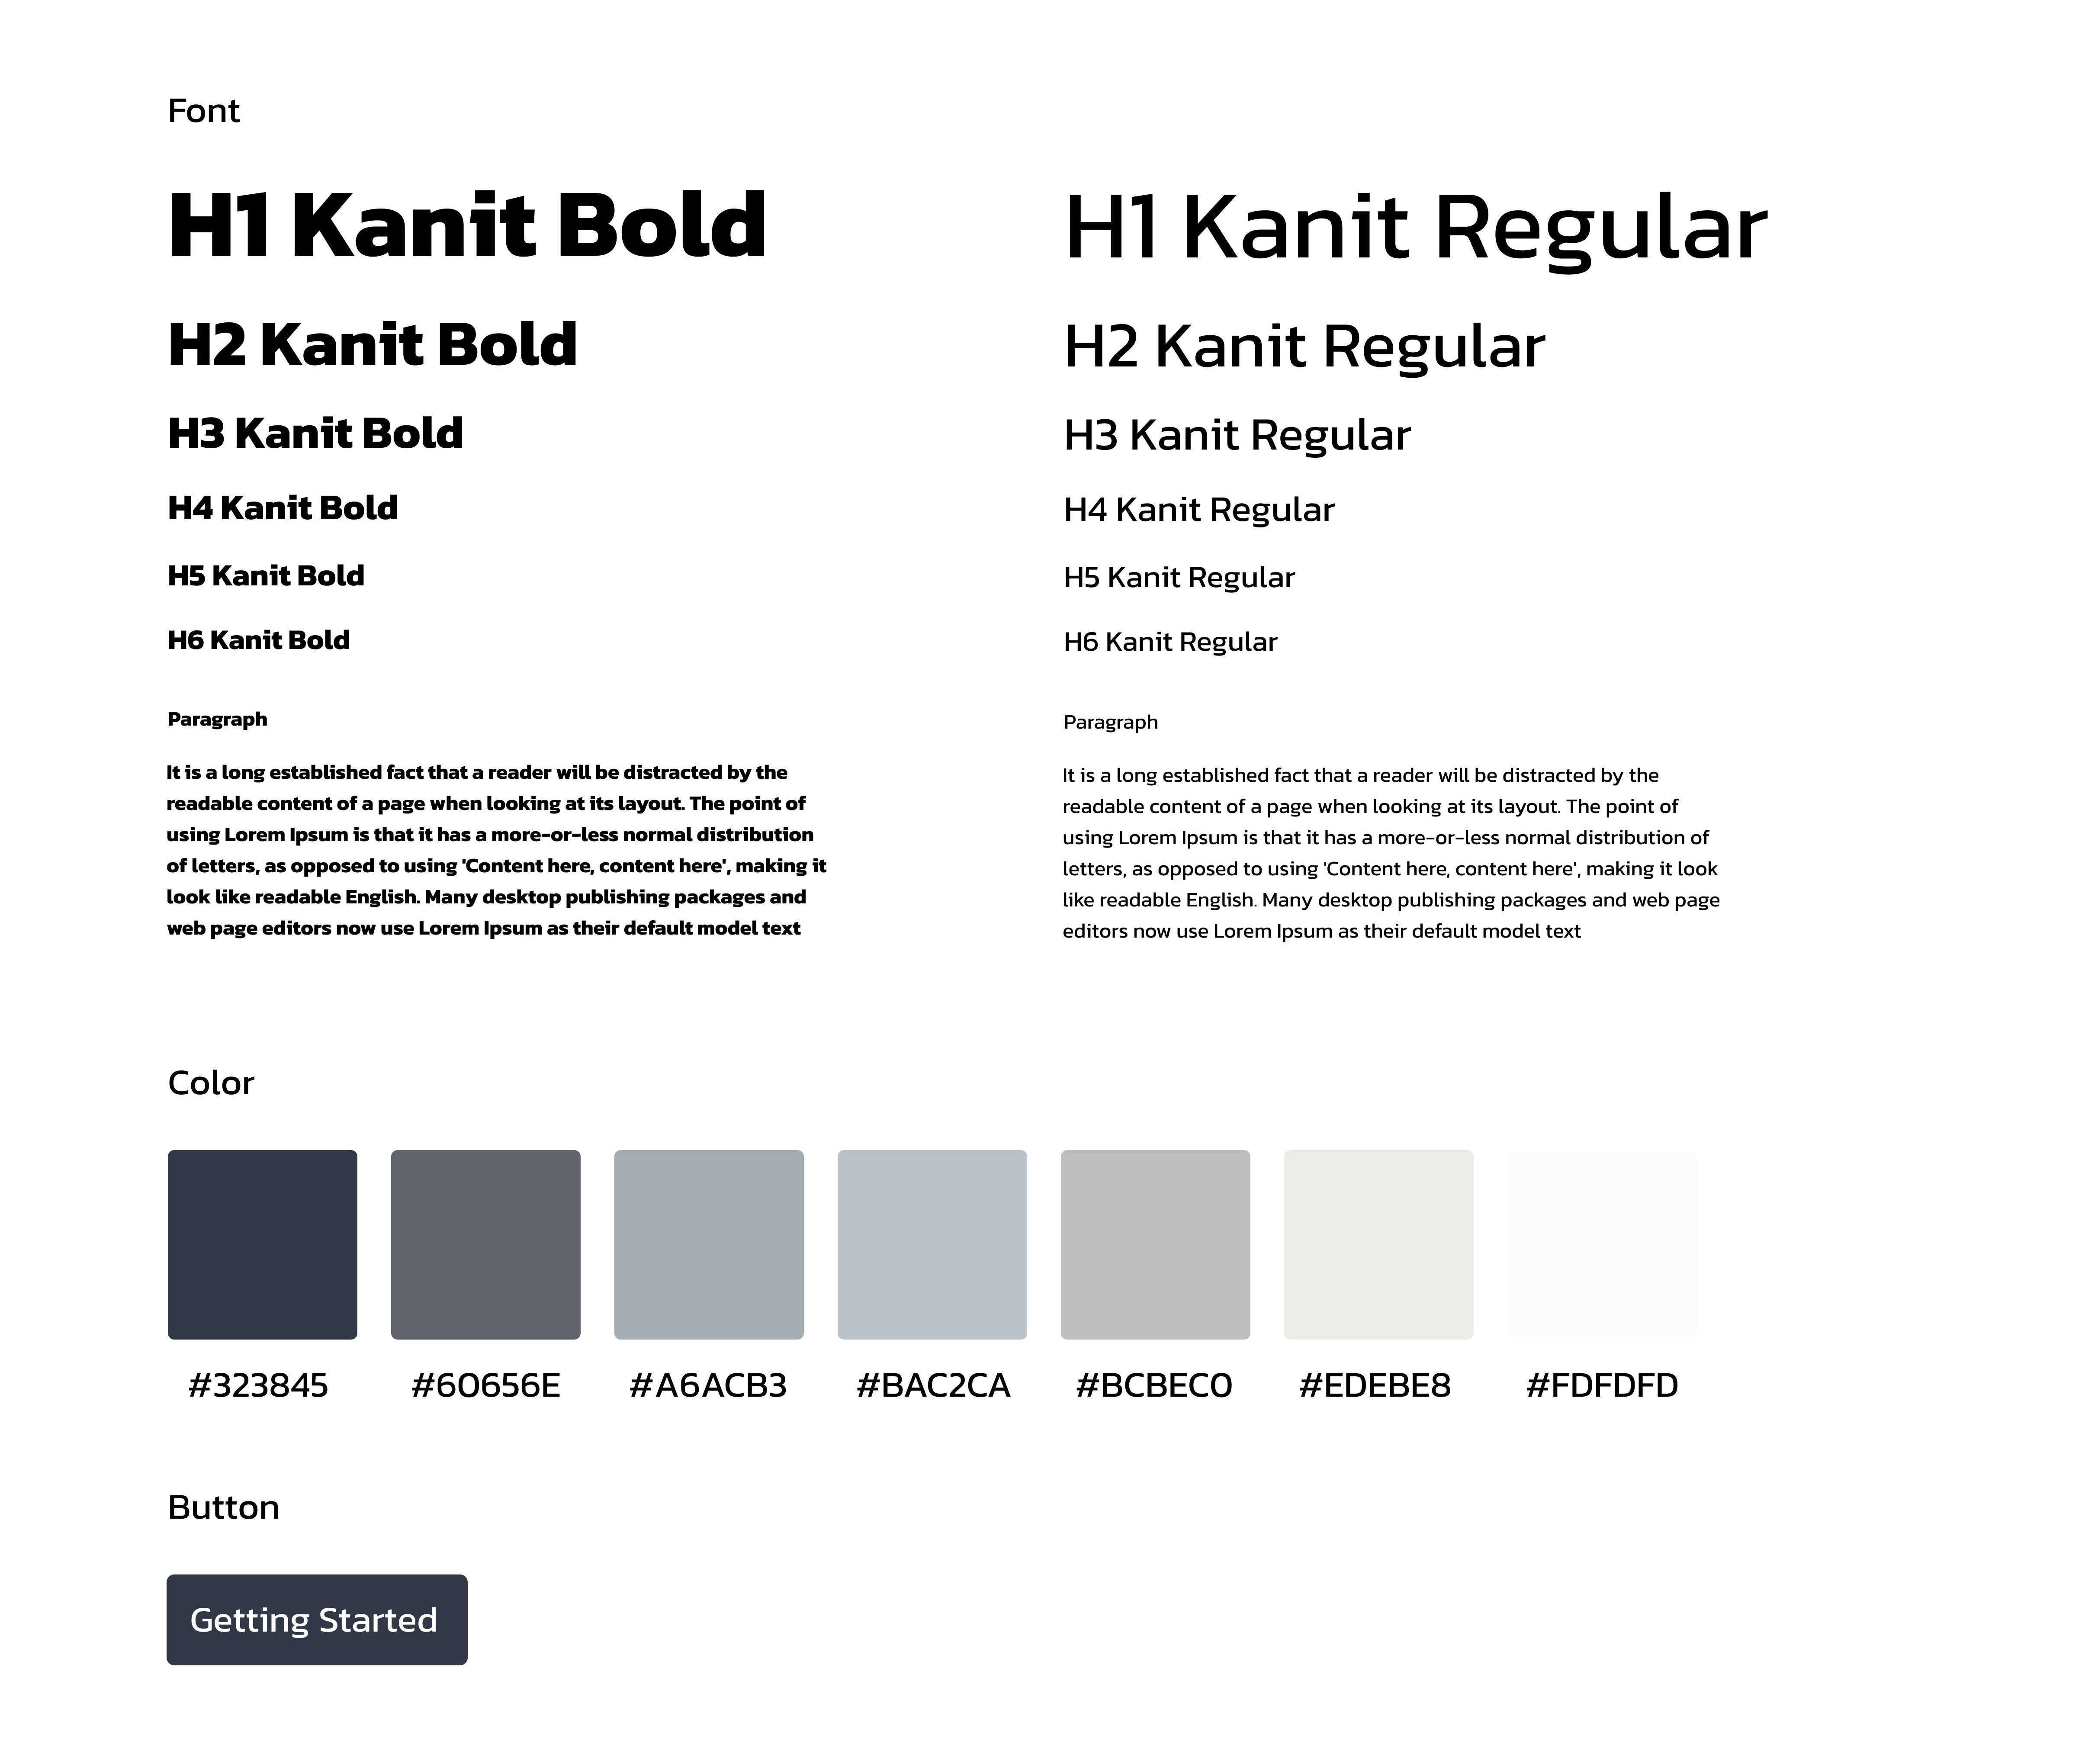 Font
H1 Kanit Bold
H2 Kanit Bold
H3 Kanit Bold
H4 Kanit Bold
H5 Kanit Bold
H6 Kanit Bold
Paragraph
It is a long established fact that a reader will be distracted by the
readable content of a page when looking at its layout. The point of
using Lorem Ipsum is that it has a more-or-less normal distribution
of letters, as opposed to using 'Content here, content here', making it
look like readable English. Many desktop publishing packages and
web page editors now use Lorem Ipsum as their default model text
H1 Kanit Regular
H2 Kanit Regular
H3 Kanit Regular
H4 Kanit Regular
H5 Kanit Regular
H6 Kanit Regular
Paragraph
It is a long established fact that a reader will be distracted by the
readable content of a page when looking at its layout. The point of
using Lorem Ipsum is that it has a more-or-less normal distribution of
letters, as opposed to using 'Content here, content here', making it look
like readable English. Many desktop publishing packages and web page
editors now use Lorem Ipsum as their default model text
Color
#323845
#60656E
#A6ACB3
#BAC2CA
#BCBEC0
#EDEBE8
#FDFDFD
Button
Getting Started